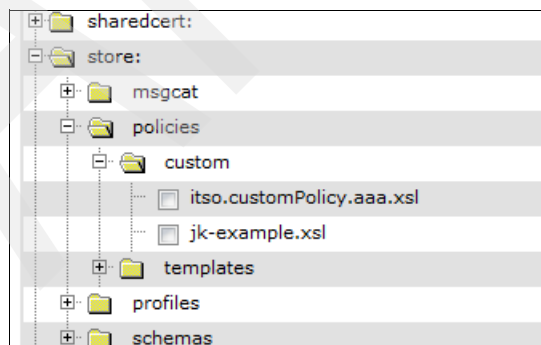 sharedcert:
store:
msgcat
policies
custom
itso.customPolicy.aaa.xsl
jk-example.xsl
templates
profiles
schemas